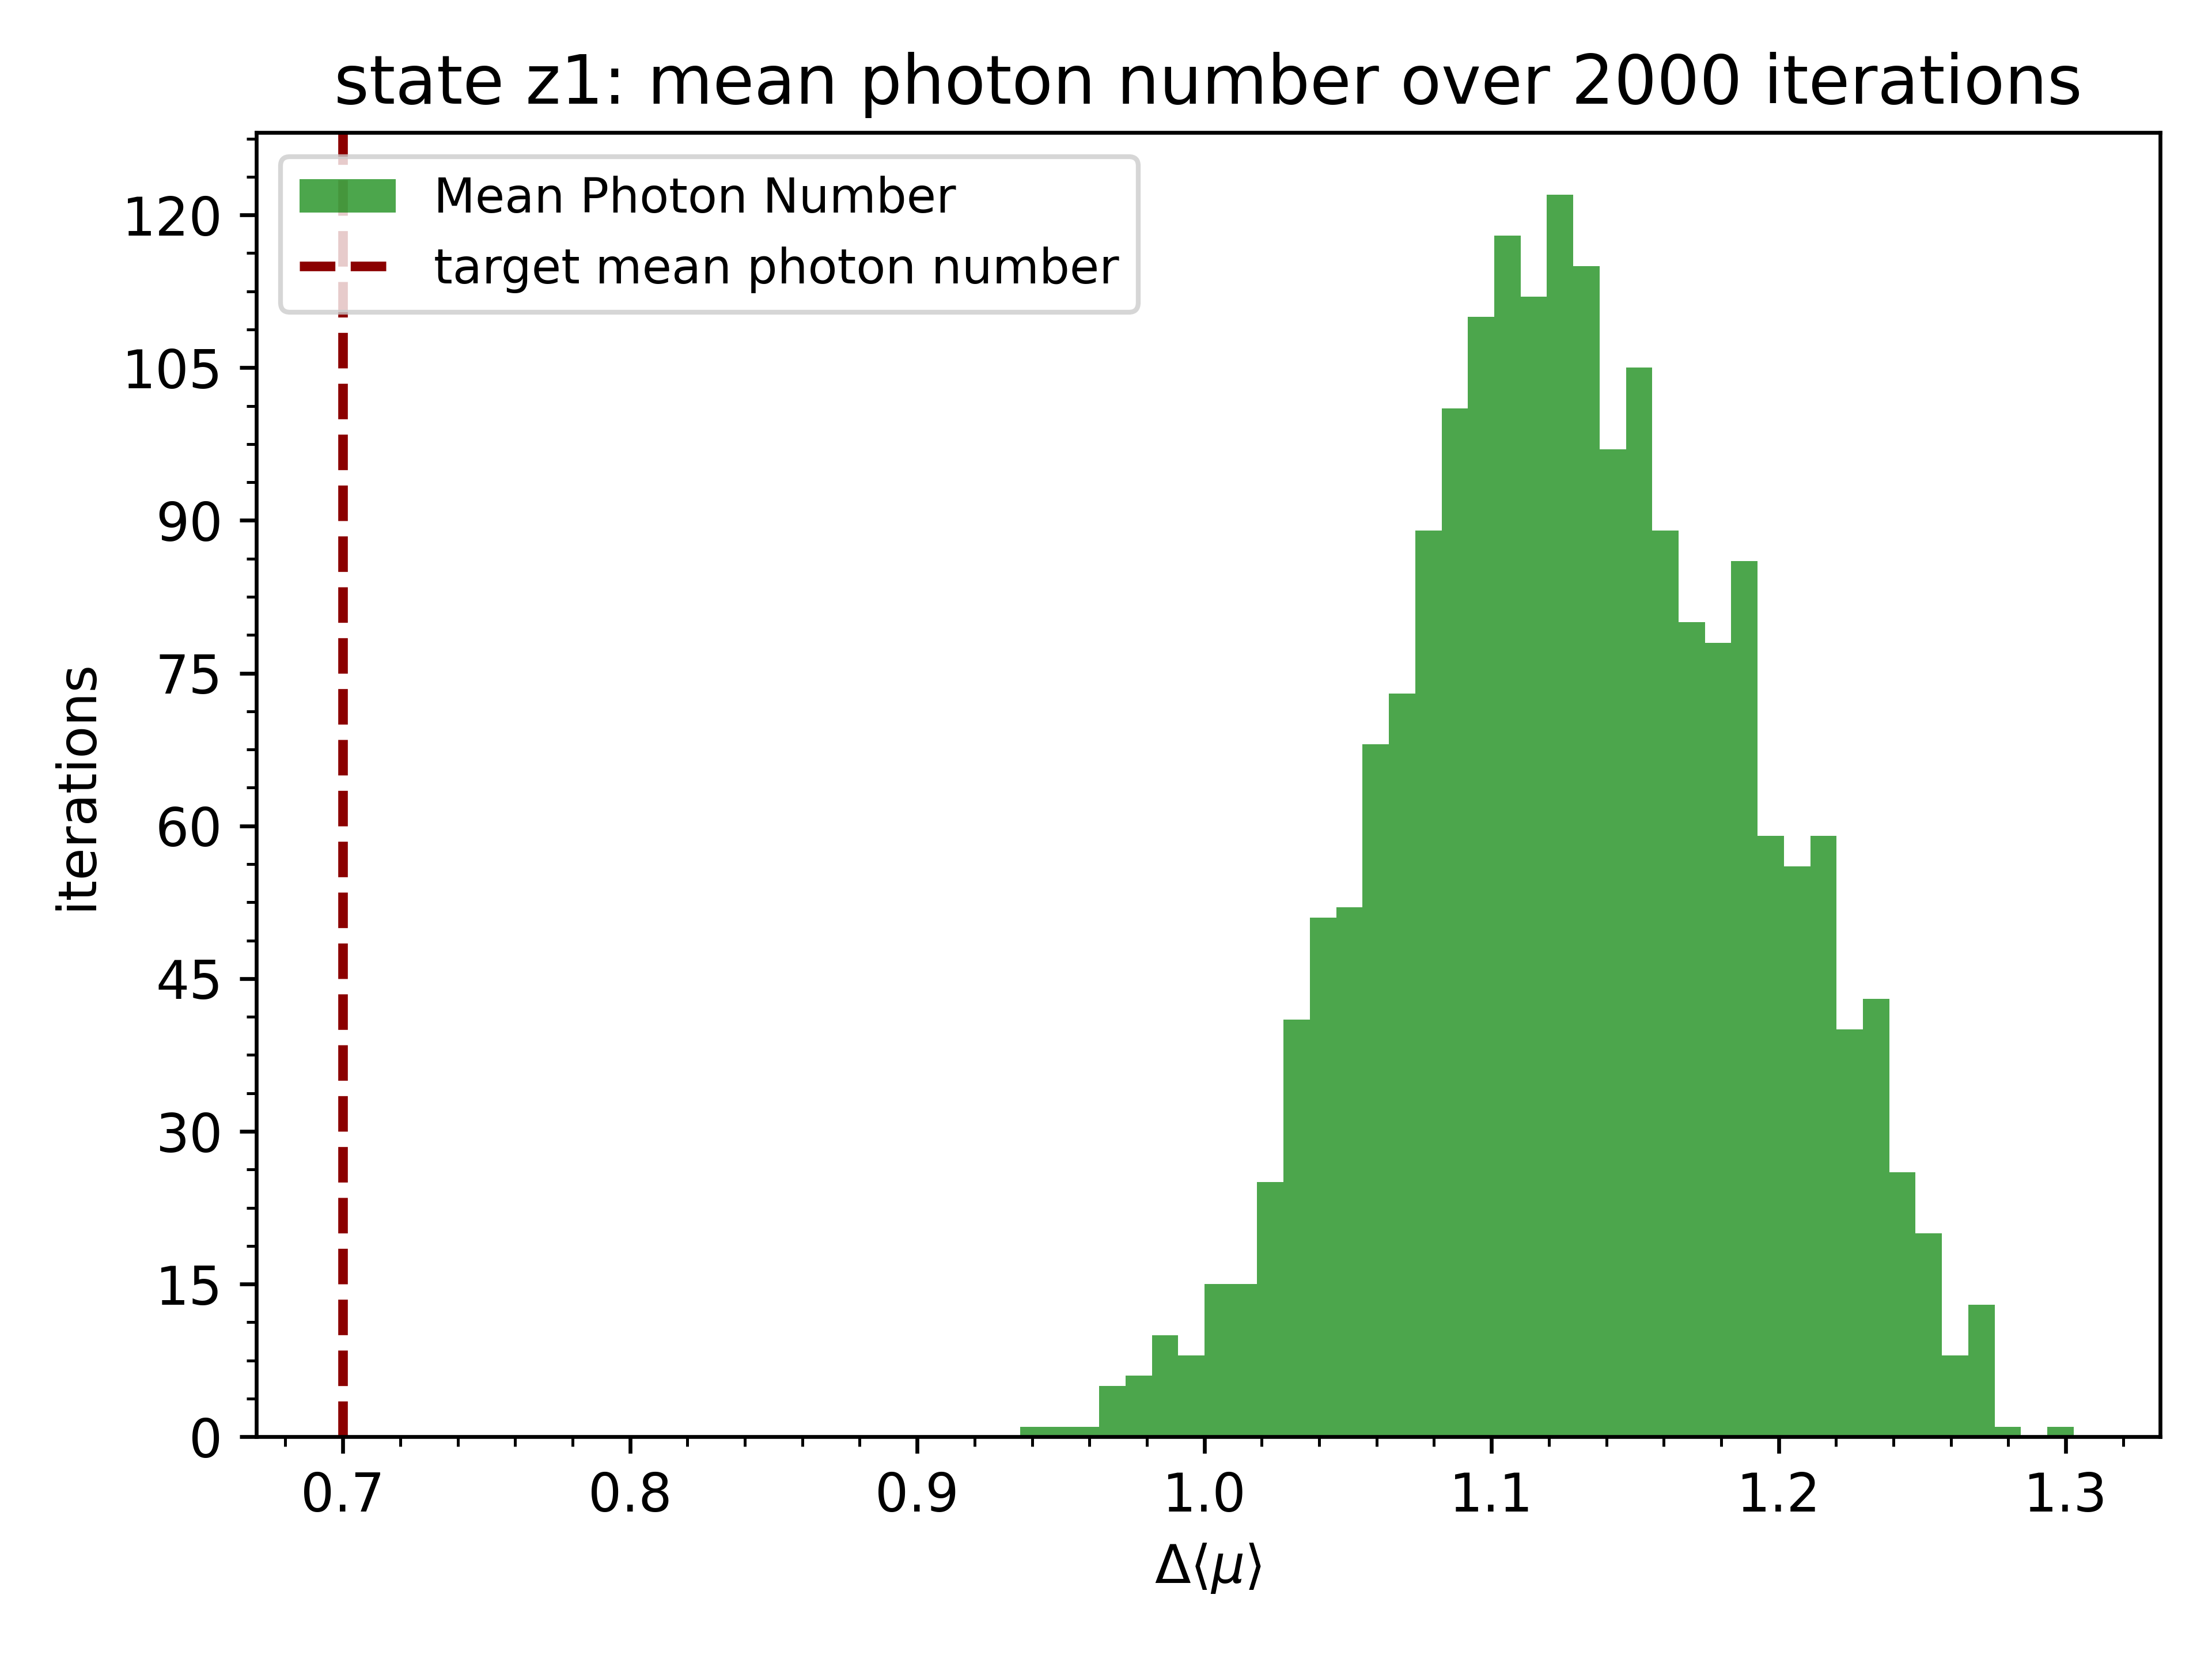 state z1: mean photon number over 2000 iterations
Mean Photon Number
target mean photon number
120
105
90
75
60
45
30
15
0
iterations
0.7 0.8 0.9 1.0 1.1 1.2 1.3
Δ⟨μ⟩